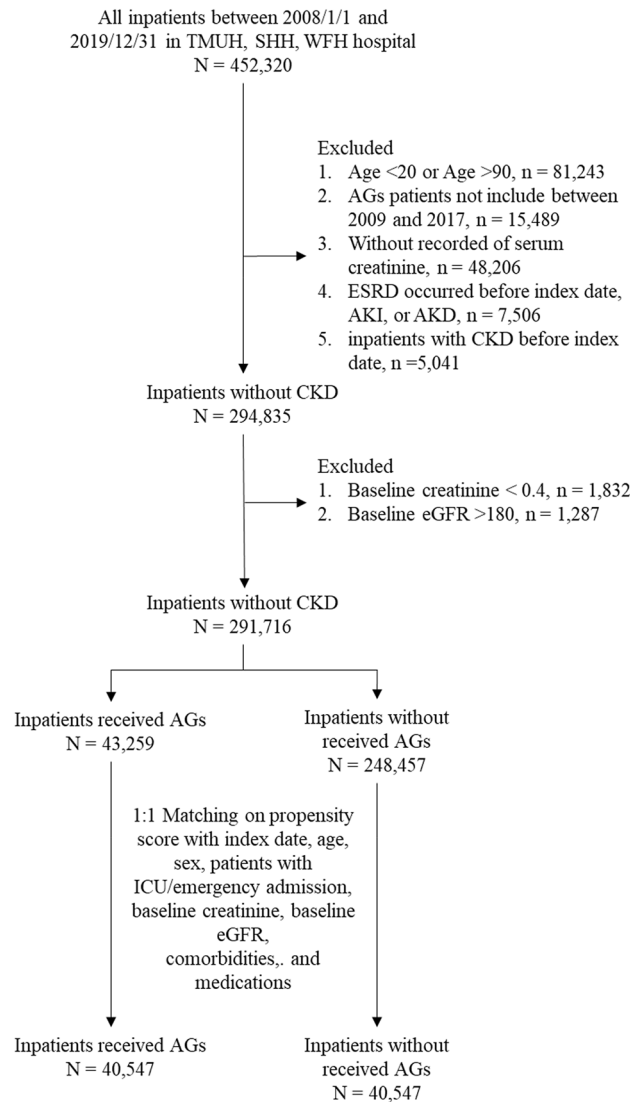 All inpatients between 2008/1/1 and
2019/12/31 in TMUH, SHH, WFH hospital
N = 452,320
Excluded
1. Age <20 or Age >90, n = 81,243
2. AGs patients not include between
2009 and 2017, n = 15,489
3. Without recorded of serum
creatinine, n = 48,206
4. ESRD occurred before index date,
AKI, or AKD, n = 7,506
5. inpatients with CKD before index
date, n =5,041
Inpatients without CKD
N = 294,835
Excluded
1. Baseline creatinine < 0.4, n = 1,832
2. Baseline eGFR >180, n = 1,287
Inpatients without CKD
N = 291,716
Inpatients received AGs
N = 43,259
Inpatients without
received AGs
N = 248,457
1:1 Matching on propensity
score with index date, age,
sex, patients with
ICU/emergency admission,
baseline creatinine, baseline
eGFR,
comorbidities,. and
medications
Inpatients received AGs
N = 40,547
Inpatients without
received AGs
N = 40,547